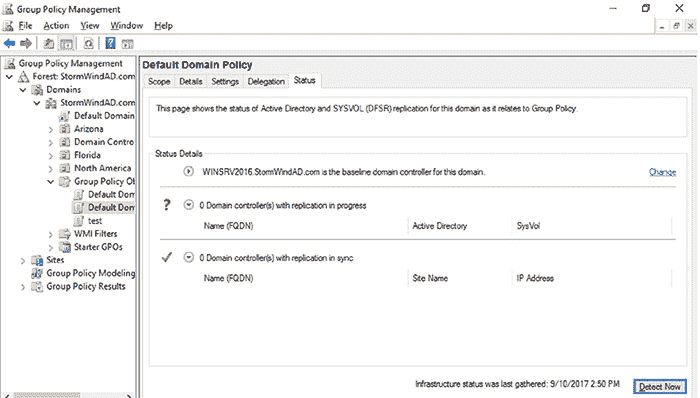 Group Policy Management
File Action View Window Help
Group Policy Management
Forest: StormWindAD.com
Domains
StormWindAD.com
Default Domain
Arizona
Domain Contro
Florida
North America
Group Policy Ob
Default Dom
Default Dom
test
WMI Filters
Starter GPOs
Sites
Group Policy Modeling
Group Policy Results
Default Domain Policy
Scope Details Settings Delegation Status
This page shows the status of Active Directory and SYSVOL (DFSR) replication for this domain as it relates to Group Policy.
Status Details
WINSRV2016.StormWindAD.com is the baseline domain controller for this domain. Change
0 Domain controller(s) with replication in progress
Name (FQDN) Active Directory SysVol
0 Domain controller(s) with replication in sync
Name (FQDN) Site Name IP Address
Infrastructure status was last gathered: 9/10/2017 2:50 PM Detect Now